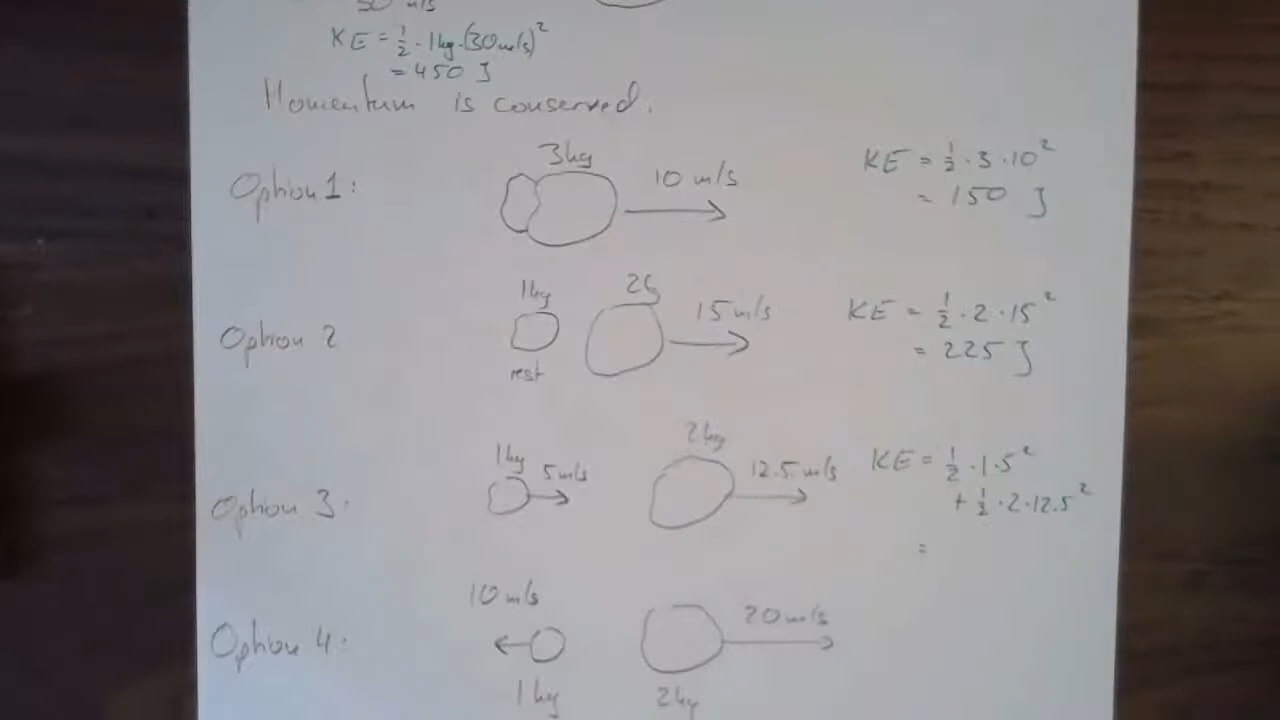 30 m/s
KE = 1/2 · 1kg · (30m/s)²
= 450 J
Momentum is conserved.
Option 1:
3kg
10 m/s
KE = 1/2 · 3 · 10²
= 150 J
Option 2
1kg
rest
15 m/s
KE = 1/2 · 2 · 15²
= 225 J
Option 3.
1kg
5 m/s
2kg
12.5 m/s
KE = 1/2 · 1 · 5²
+ 1/2 · 2 · 12.5²
=
Option 4:
10 m/s
1kg
2kg
20 m/s